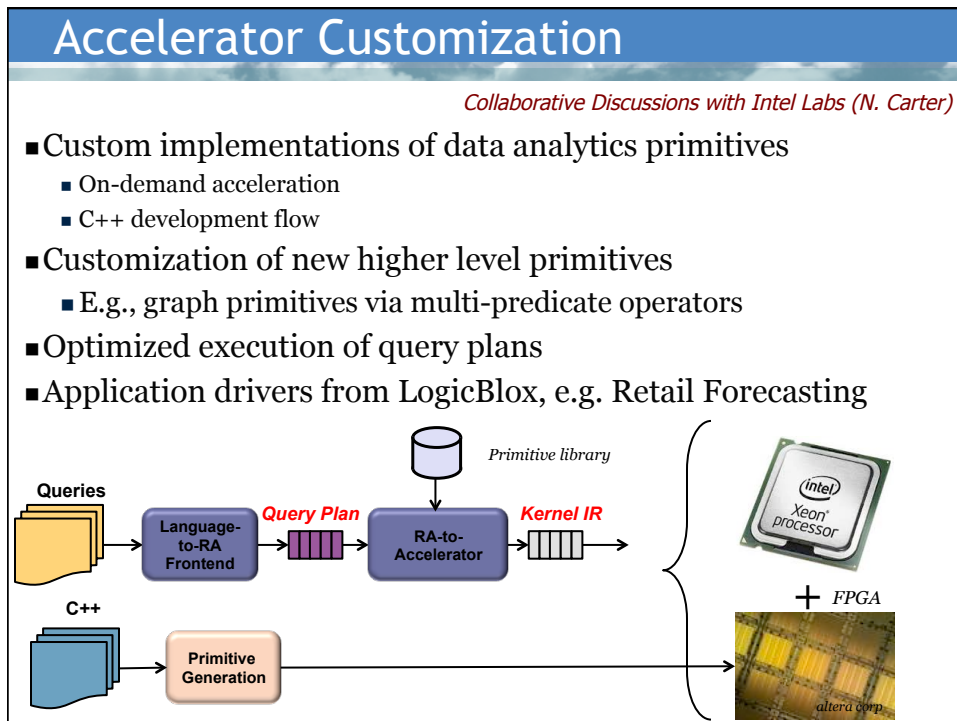 Accelerator Customization
Collaborative Discussions with Intel Labs (N. Carter)
Custom implementations of data analytics primitives
On-demand acceleration
C++ development flow
Customization of new higher level primitives
E.g., graph primitives via multi-predicate operators
Optimized execution of query plans
Application drivers from LogicBlox, e.g. Retail Forecasting
Primitive library
Queries
Language-
to-RA
Frontend
Query Plan
RA-to-
Accelerator
Kernel IR
intel
Xeon®
processor
+ FPGA
C++
Primitive
Generation
altera corp